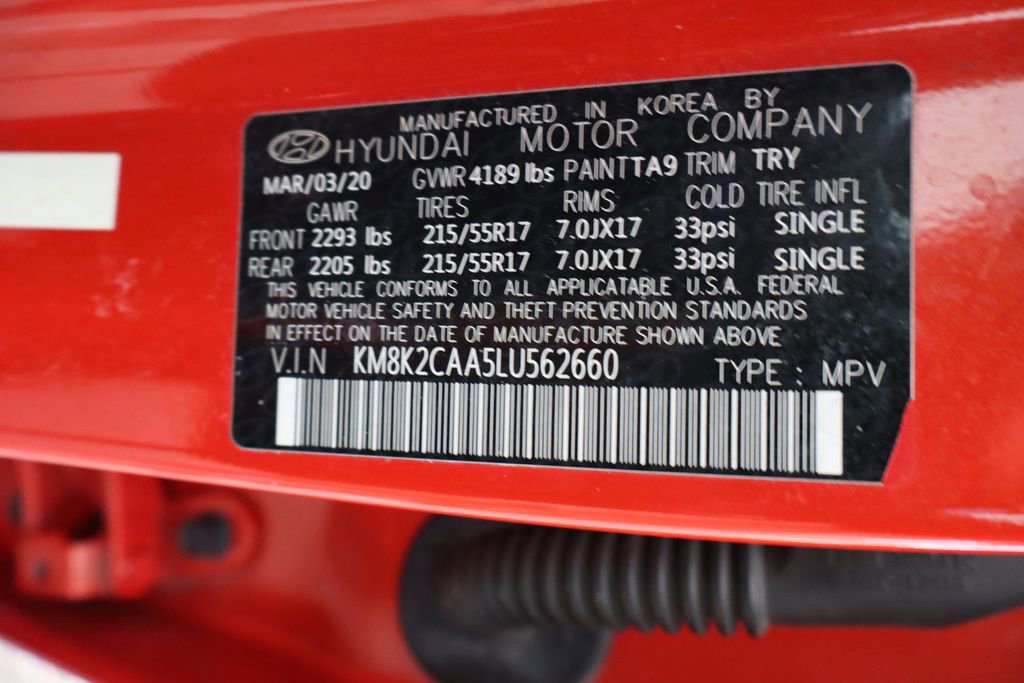 MANUFACTURED IN KOREA BY
HYUNDAI MOTOR COMPANY
MAR/03/20 GVWR 4189 lbs PAINT TA9 TRIM TRY
GAWR TIRES RIMS COLD TIRE INFL
FRONT 2293 lbs 215/55R17 7.0JX17 33psi SINGLE
REAR 2205 lbs 215/55R17 7.0JX17 33psi SINGLE
THIS VEHICLE CONFORMS TO ALL APPLICATABLE U.S.A. FEDERAL
MOTOR VEHICLE SAFETY AND THEFT PREVENTION STANDARDS
IN EFFECT ON THE DATE OF MANUFACTURE SHOWN ABOVE
V.I.N KM8K2CAA5LU562660 TYPE : MPV